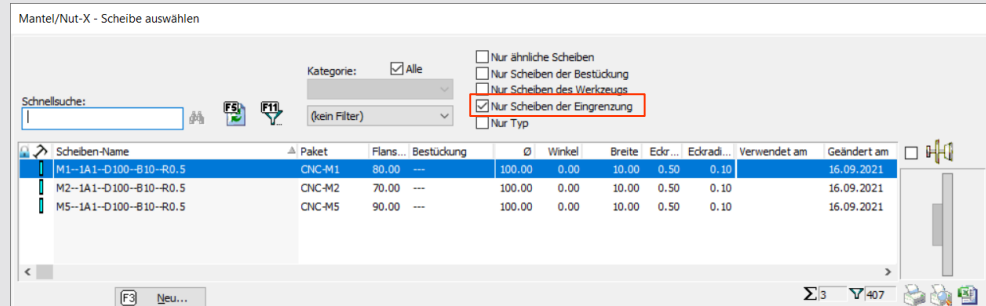 Mantel/Nut-X - Scheibe auswählen
Nur ähnliche Scheiben
Kategorie: Alle
Nur Scheiben der Bestückung
Nur Scheiben des Werkzeugs
Schnellsuche:
F5 F11 (kein Filter) Nur Scheiben der Eingrenzung
Nur Typ
Scheiben-Name Paket Flans... Bestückung Ø Winkel Breite Eckr... Eckradi... Verwendet am Geändert am
M1--1A1--D100--B10--R0.5 CNC-M1 80.00 --- 100.00 0.00 10.00 0.50 0.10 16.09.2021
M2--1A1--D100--B10--R0.5 CNC-M2 70.00 --- 100.00 0.00 10.00 0.50 0.10 16.09.2021
M5--1A1--D100--B10--R0.5 CNC-M5 90.00 --- 100.00 0.00 10.00 0.50 0.10 16.09.2021
F3 Neu... Σ 3 407